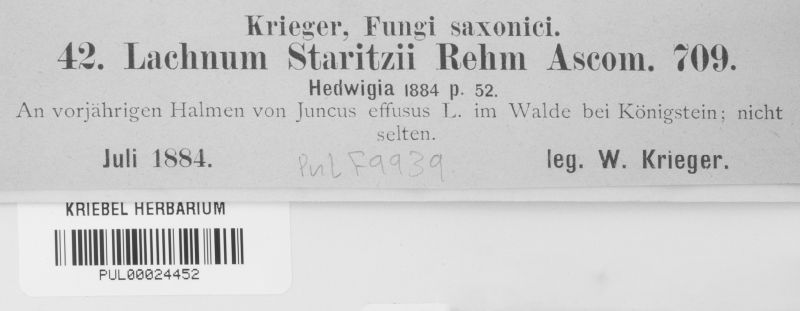 Krieger, Fungi saxonici.
42. Lachnum Staritzii Rehm Ascom. 709.
Hedwigia 1884 p. 52.
An vorjährigen Halmen von Juncus effusus L. im Walde bei Königstein; nicht
selten.
Juli 1884. PuL F9939 leg. W. Krieger.
KRIEBEL HERBARIUM
PUL00024452